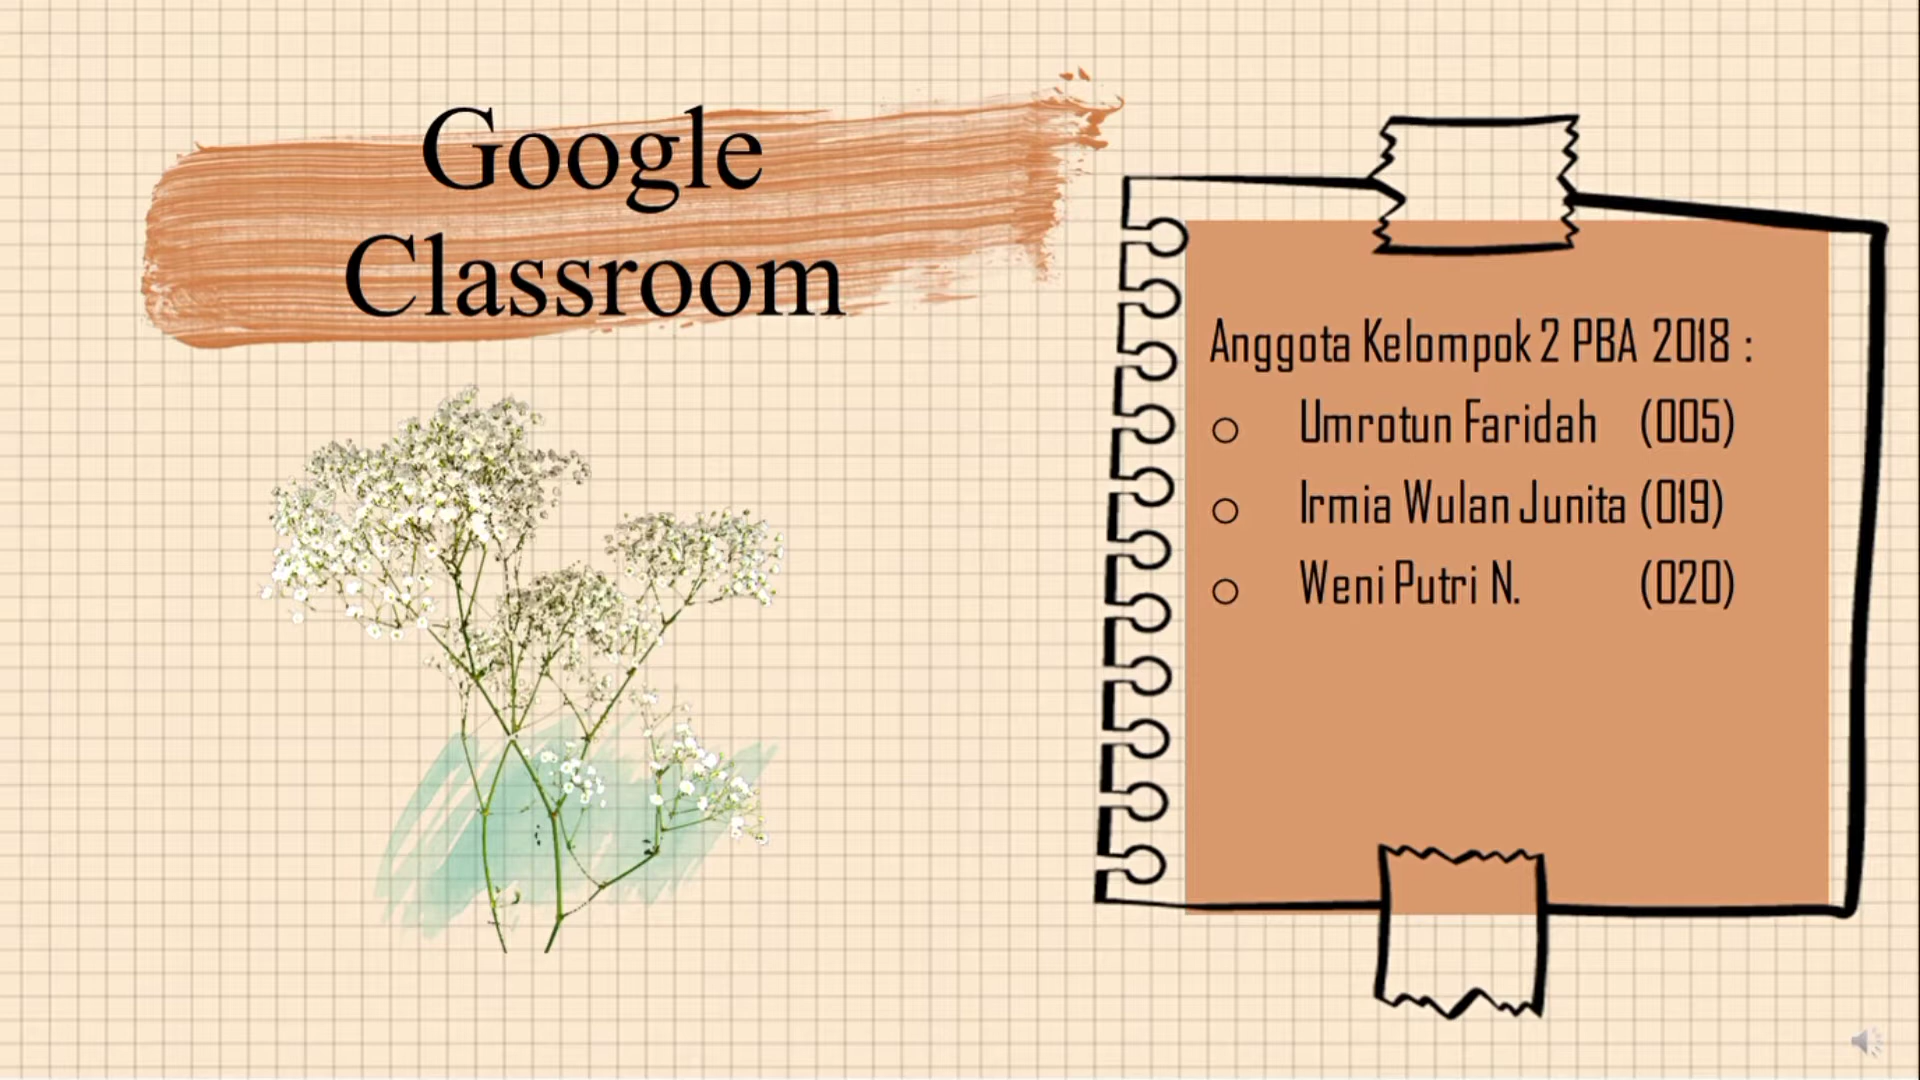 Google
Classroom
Anggota Kelompok 2 PBA 2018 :
o Umrotun Faridah (005)
o Irmia Wulan Junita (019)
o Weni Putri N. (020)